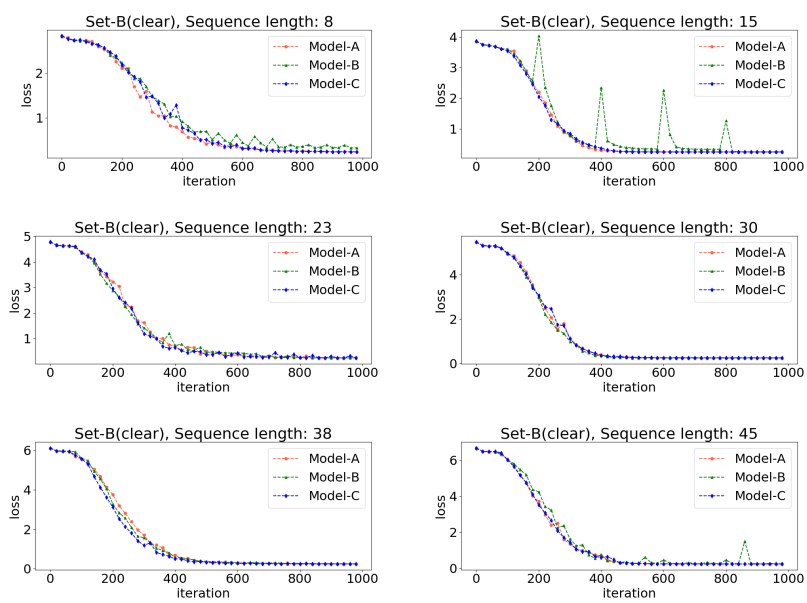 Set-B(clear), Sequence length: 8
Model-A
Model-B
Model-C
loss
2
1
0 200 400 600 800 1000
iteration
Set-B(clear), Sequence length: 15
Model-A
Model-B
Model-C
loss
4
3
2
1
0 200 400 600 800 1000
iteration
Set-B(clear), Sequence length: 23
Model-A
Model-B
Model-C
loss
5
4
3
2
1
0 200 400 600 800 1000
iteration
Set-B(clear), Sequence length: 30
Model-A
Model-B
Model-C
loss
4
2
0
0 200 400 600 800 1000
iteration
Set-B(clear), Sequence length: 38
Model-A
Model-B
Model-C
loss
6
4
2
0
0 200 400 600 800 1000
iteration
Set-B(clear), Sequence length: 45
Model-A
Model-B
Model-C
loss
6
4
2
0
0 200 400 600 800 1000
iteration